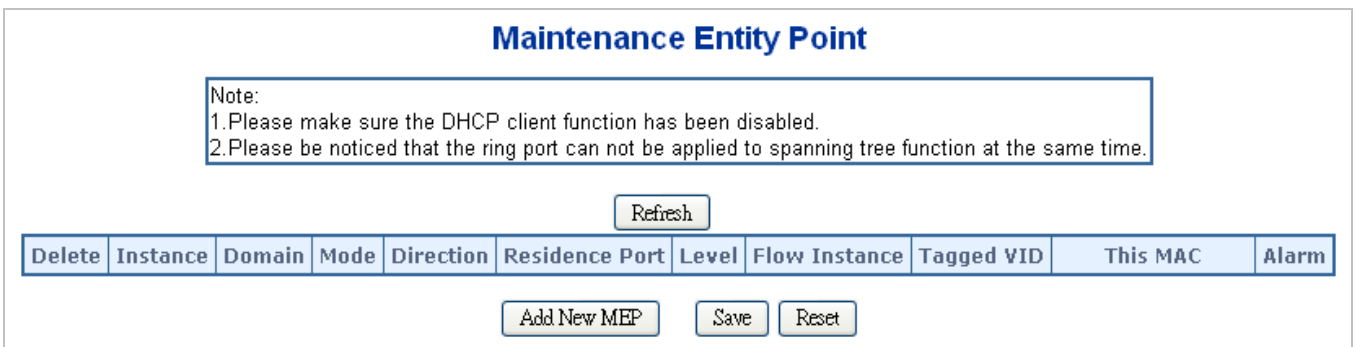 Maintenance Entity Point
Note:
1.Please make sure the DHCP client function has been disabled.
2.Please be noticed that the ring port can not be applied to spanning tree function at the same time.
Refresh
Delete Instance Domain Mode Direction Residence Port Level Flow Instance Tagged VID This MAC Alarm
Add New MEP Save Reset